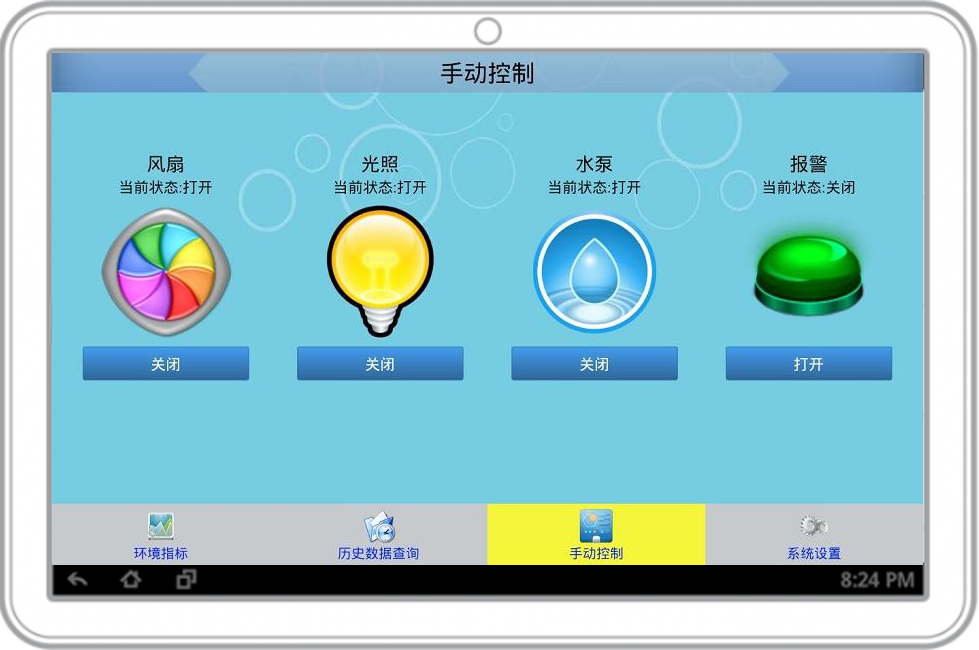 手动控制
风扇
当前状态:打开
关闭
光照
当前状态:打开
关闭
水泵
当前状态:打开
关闭
报警
当前状态:关闭
打开
环境指标
历史数据查询
手动控制
系统设置
8:24 PM